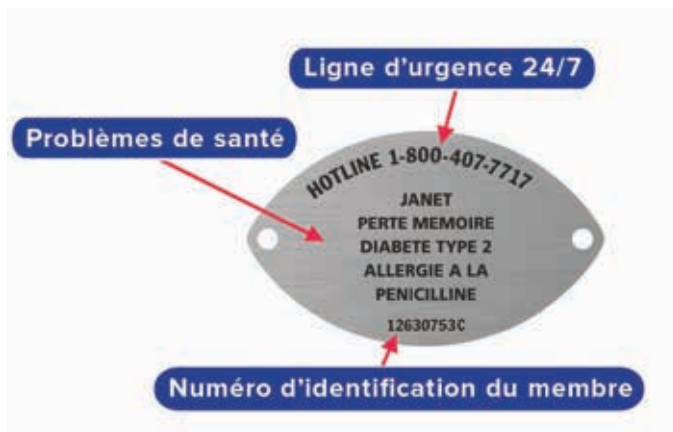 Ligne d'urgence 24/7
Problèmes de santé
HOTLINE 1-800-407-7717
JANET
PERTE MEMOIRE
DIABETE TYPE 2
ALLERGIE A LA
PENICILLINE
12630753C
Numéro d'identification du membre